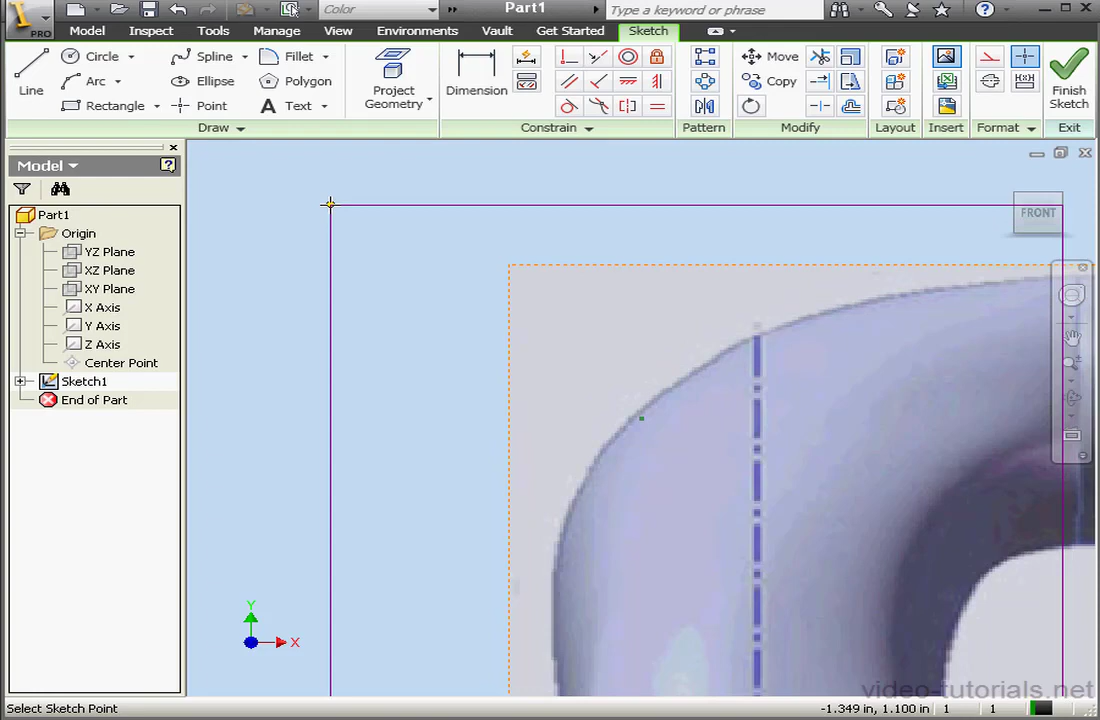 PRO
Color
Part1
Type a keyword or phrase
Model Inspect Tools Manage View Environments Vault Get Started Sketch
Line
Circle
Arc
Rectangle
Spline
Ellipse
Point
Fillet
Polygon
A Text
Project
Geometry
Dimension
Move
Copy
Finish
Sketch
Draw
Constrain
Pattern
Modify
Layout
Insert
Format
Exit
Model
Part1
Origin
YZ Plane
XZ Plane
XY Plane
X Axis
Y Axis
Z Axis
Center Point
Sketch1
End of Part
FRONT
Y
X
video-tutorials.net
Select Sketch Point
-1.349 in, 1.100 in
1
1